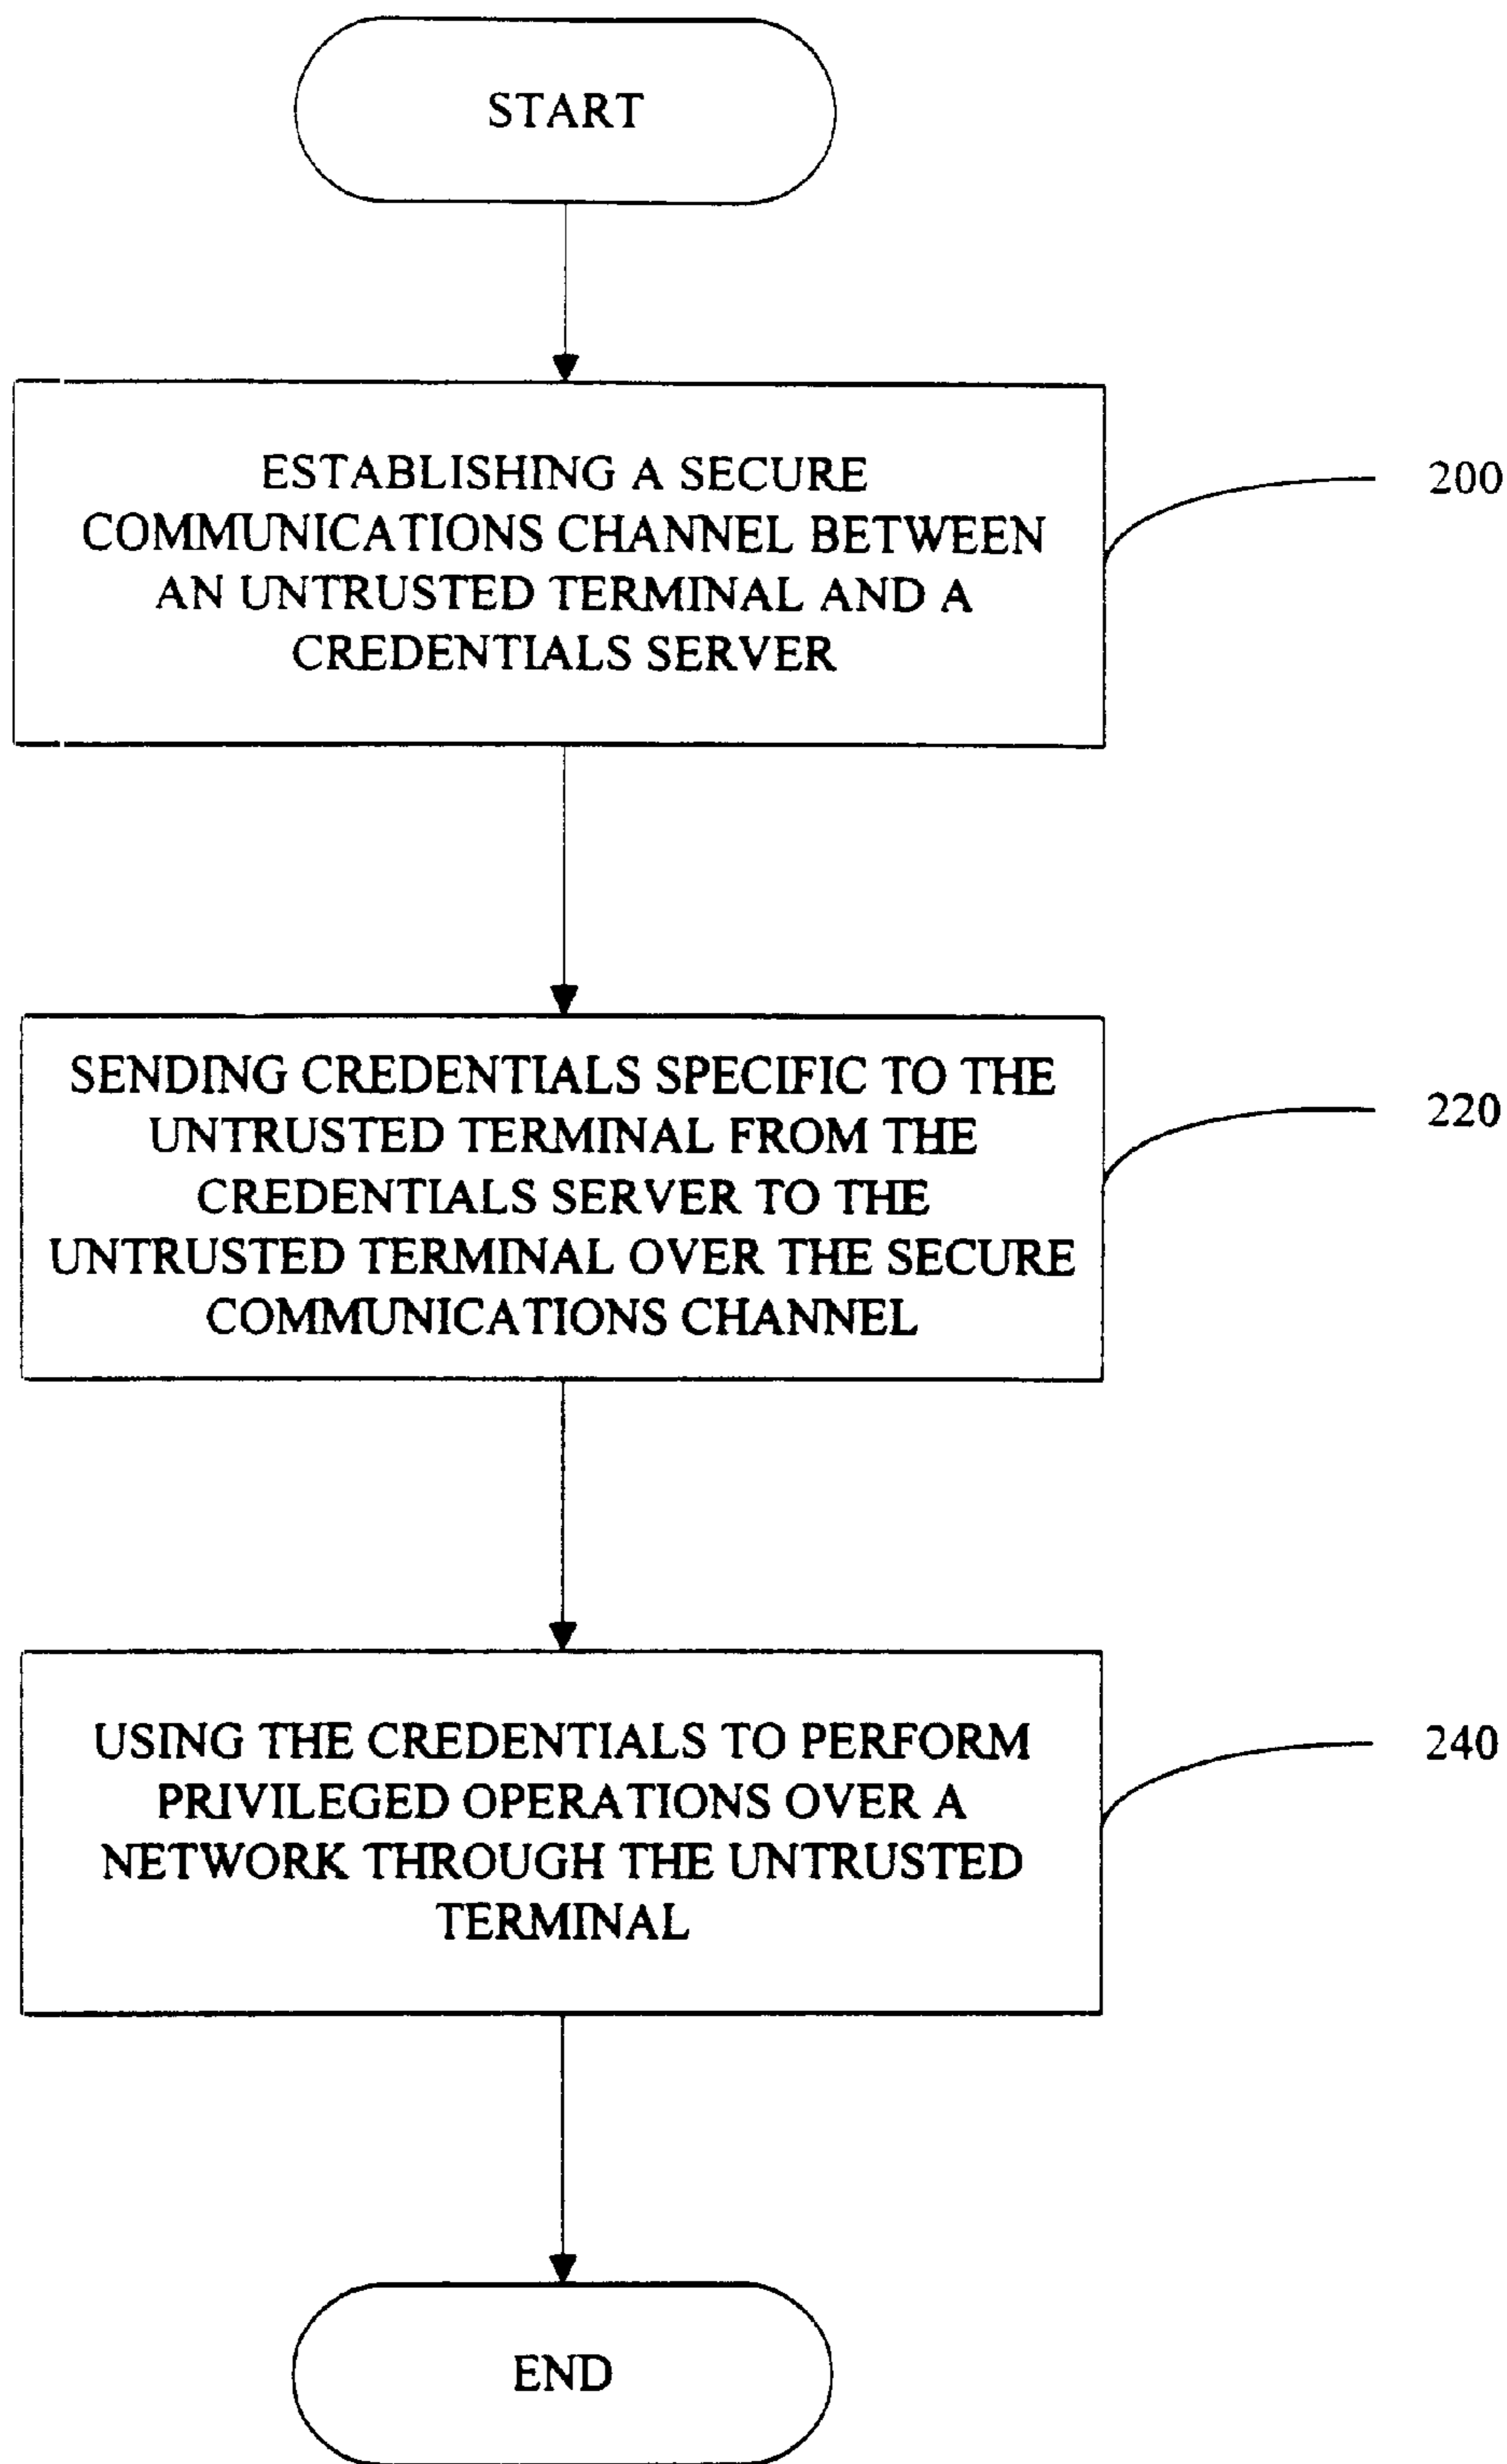 START
ESTABLISHING A SECURE
COMMUNICATIONS CHANNEL BETWEEN
AN UNTRUSTED TERMINAL AND A
CREDENTIALS SERVER
200
SENDING CREDENTIALS SPECIFIC TO THE
UNTRUSTED TERMINAL FROM THE
CREDENTIALS SERVER TO THE
UNTRUSTED TERMINAL OVER THE SECURE
COMMUNICATIONS CHANNEL
220
USING THE CREDENTIALS TO PERFORM
PRIVILEGED OPERATIONS OVER A
NETWORK THROUGH THE UNTRUSTED
TERMINAL
240
END